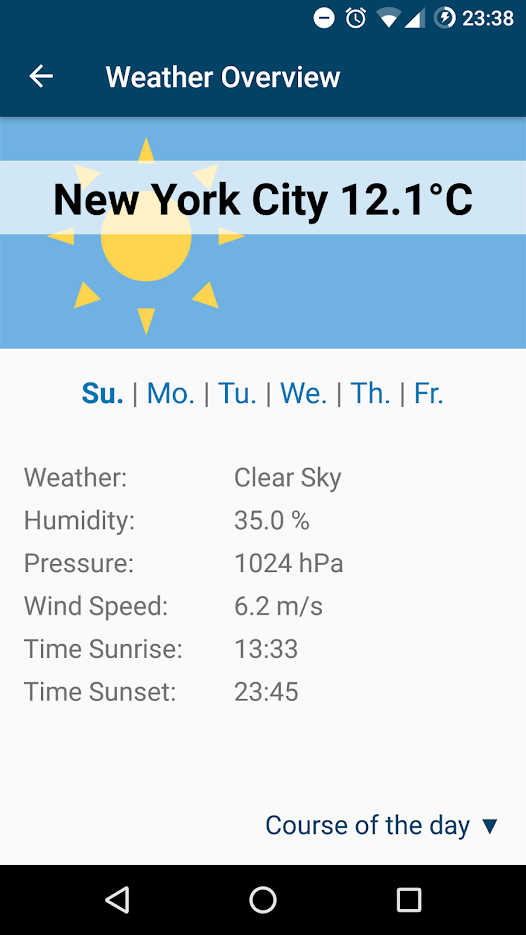 23:38
Weather Overview
New York City 12.1°C
Su. | Mo. | Tu. | We. | Th. | Fr.
Weather: Clear Sky
Humidity: 35.0 %
Pressure: 1024 hPa
Wind Speed: 6.2 m/s
Time Sunrise: 13:33
Time Sunset: 23:45
Course of the day ▼